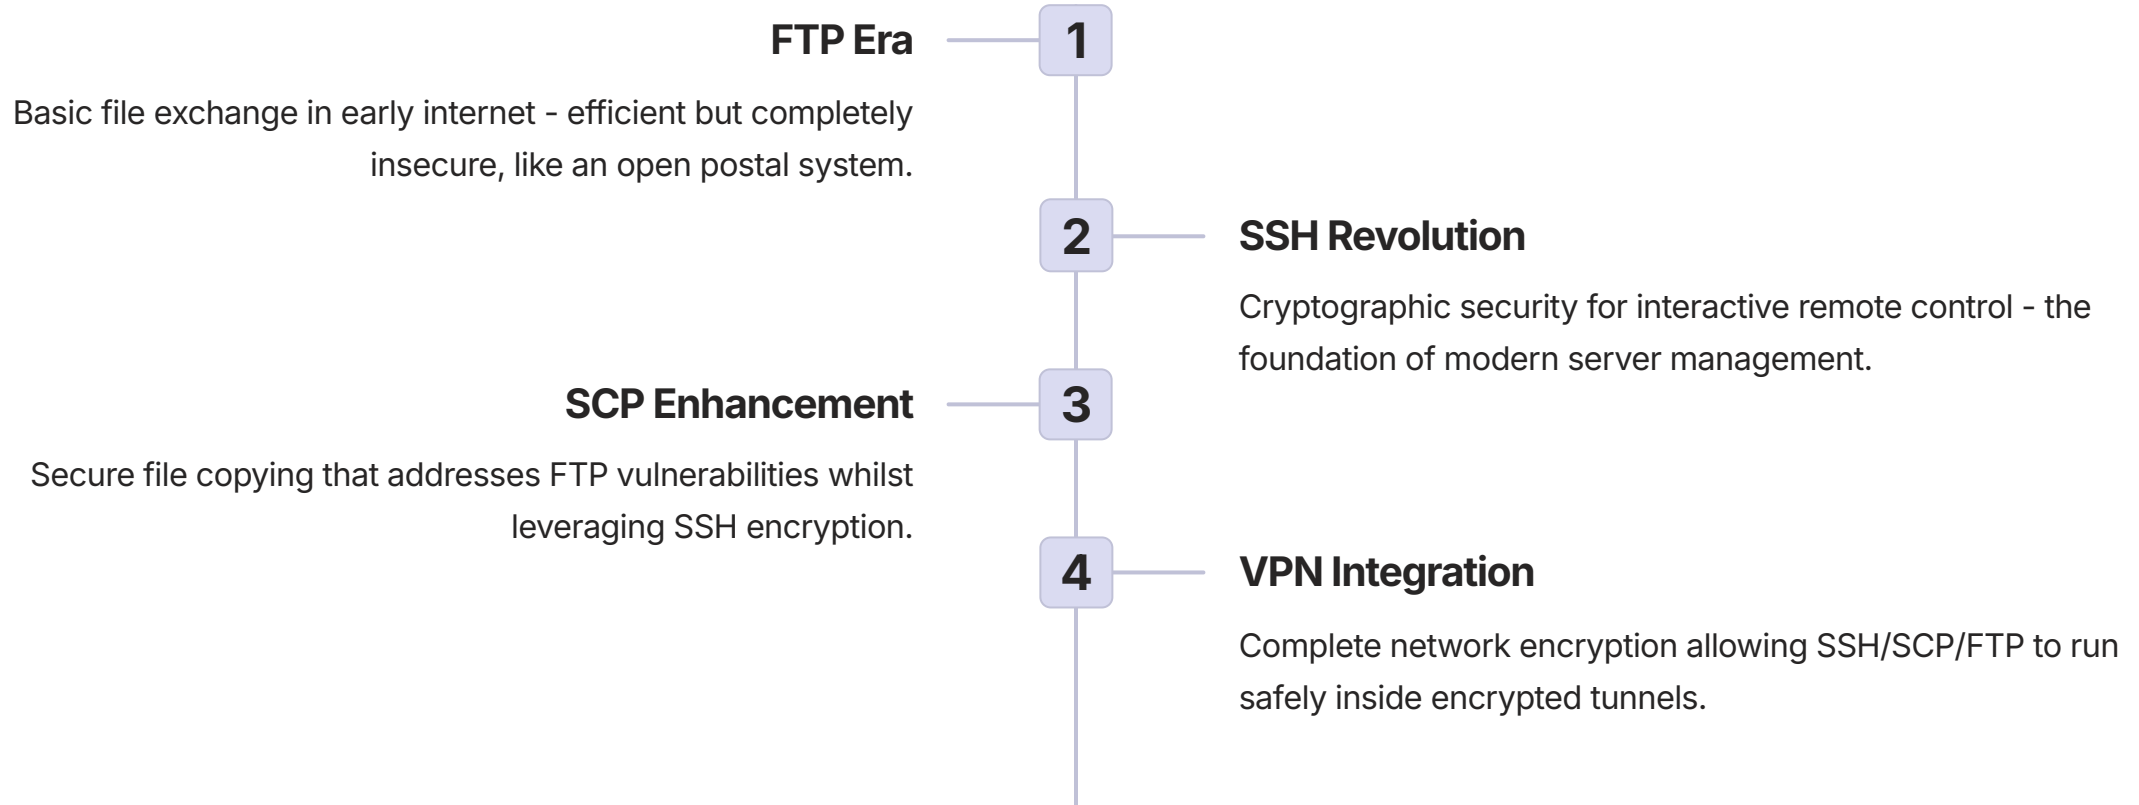 FTP Era
1
Basic file exchange in early internet - efficient but completely
insecure, like an open postal system.
2
SSH Revolution
Cryptographic security for interactive remote control - the
foundation of modern server management.
SCP Enhancement
3
Secure file copying that addresses FTP vulnerabilities whilst
leveraging SSH encryption.
4
VPN Integration
Complete network encryption allowing SSH/SCP/FTP to run
safely inside encrypted tunnels.